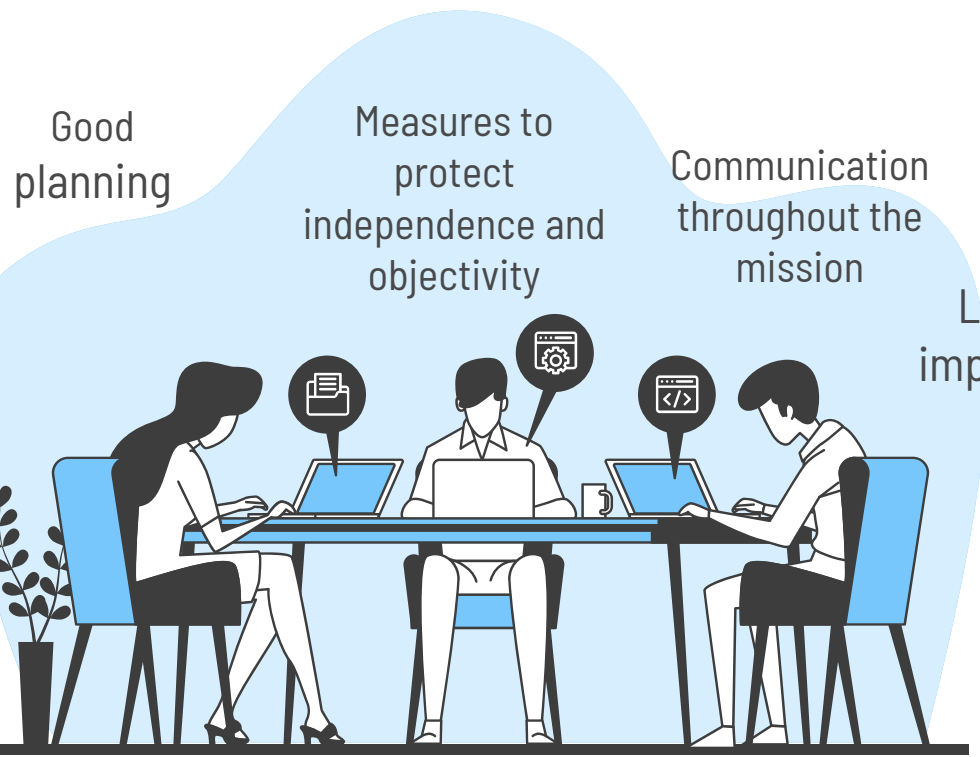 Good
planning
Measures to
protect
independence and
objectivity
Communication
throughout the
mission